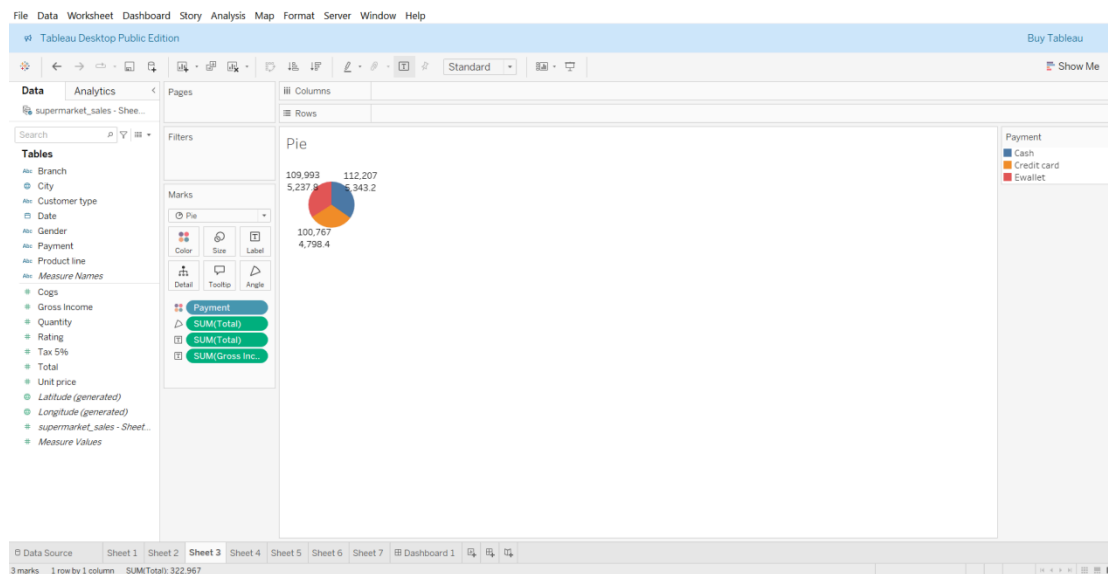 File Data Worksheet Dashboard Story Analysis Map Format Server Window Help
Tableau Desktop Public Edition
Buy Tableau
Standard
Show Me
Data Analytics
supermarket_sales - Shee...
Search
Tables
Abc Branch
City
Abc Customer type
Date
Abc Gender
Abc Payment
Abc Product line
Abc Measure Names
# Cogs
# Gross Income
# Quantity
# Rating
# Tax 5%
# Total
# Unit price
Latitude (generated)
Longitude (generated)
# supermarket_sales - Sheet...
# Measure Values
Pages
Filters
Marks
Pie
Color Size Label
Detail Tooltip Angle
Payment
SUM(Total)
SUM(Total)
SUM(Gross Inc..
Columns
Rows
Pie
109,993 112,207
5,237.8 5,343.2
100,767
4,798.4
Payment
Cash
Credit card
Ewallet
Data Source Sheet 1 Sheet 2 Sheet 3 Sheet 4 Sheet 5 Sheet 6 Sheet 7 Dashboard 1
3 marks 1 row by 1 column SUM(Total): 322,967